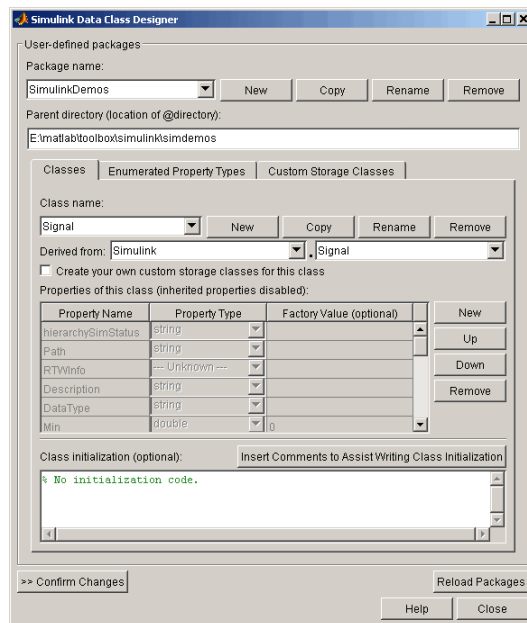 Simulink Data Class Designer
User-defined packages
Package name:
SimulinkDemos New Copy Rename Remove
Parent directory (location of @directory):
E:\matlab\toolbox\simulink\simdemos
Classes Enumerated Property Types Custom Storage Classes
Class name:
Signal New Copy Rename Remove
Derived from: Simulink . Signal
Create your own custom storage classes for this class
Properties of this class (inherited properties disabled):
Property Name Property Type Factory Value (optional) New
hierarchySimStatus string
Path string Up
RTWInfo --- Unknown ---
Description string Down
DataType string Remove
Min double 0
Class initialization (optional): Insert Comments to Assist Writing Class Initialization
% No initialization code.
>> Confirm Changes Reload Packages
Help Close